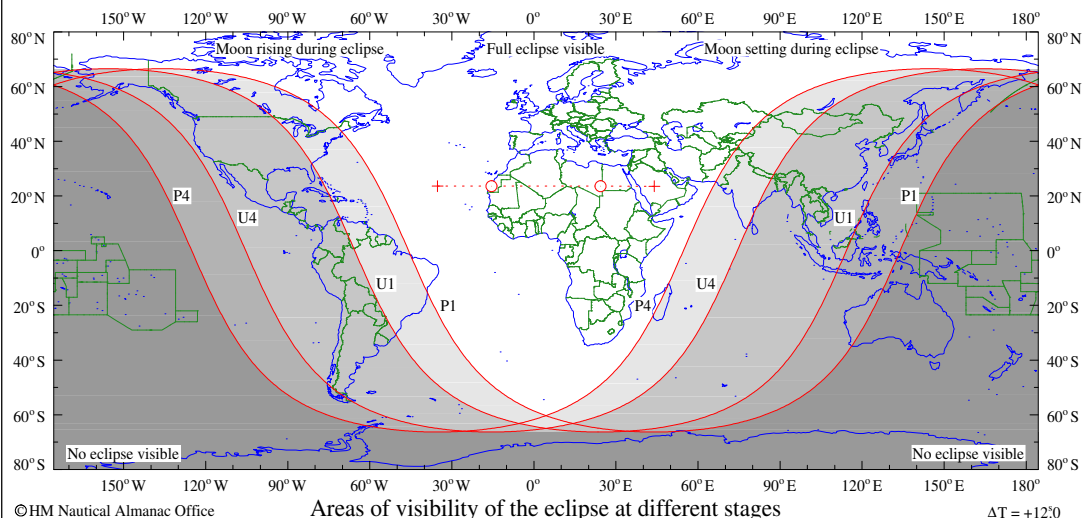 150°W 120°W 90°W 60°W 30°W 0° 30°E 60°E 90°E 120°E 150°E 180°
80°N 80°N
Moon rising during eclipse Full eclipse visible Moon setting during eclipse
60°N 60°N
40°N 40°N
20°N P4 U1 P1 20°N
U4
0° 0°
U1 U4
20°S P1 P4 20°S
40°S 40°S
60°S 60°S
No eclipse visible No eclipse visible
80°S 80°S
150°W 120°W 90°W 60°W 30°W 0° 30°E 60°E 90°E 120°E 150°E 180°
©HM Nautical Almanac Office Areas of visibility of the eclipse at different stages ΔT = +12ˢ.0